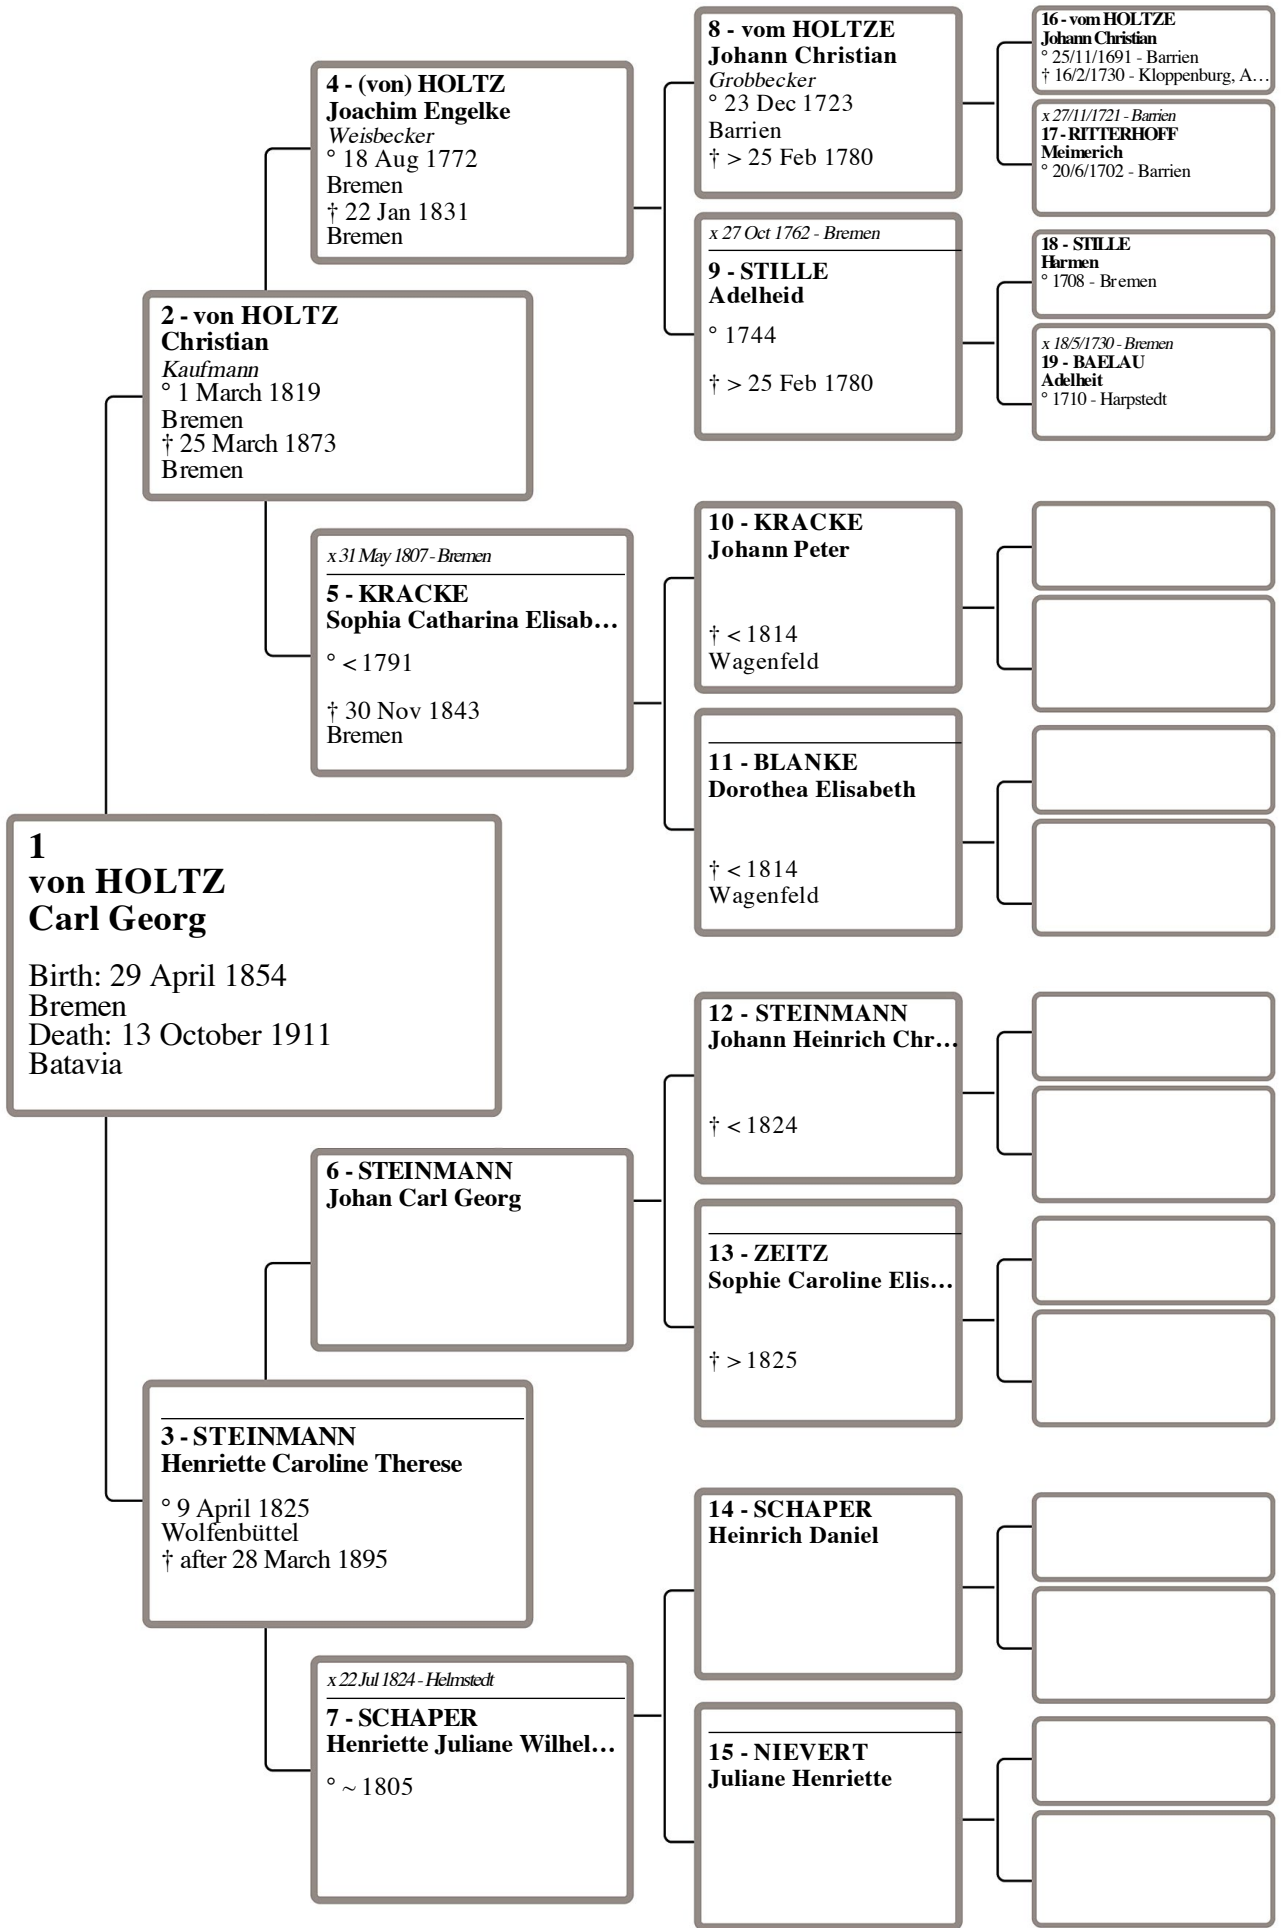 1
von HOLTZ
Carl Georg
Birth: 29 April 1854
Bremen
Death: 13 October 1911
Batavia
2 - von HOLTZ
Christian
Kaufmann
° 1 March 1819
Bremen
† 25 March 1873
Bremen
3 - STEINMANN
Henriette Caroline Therese
° 9 April 1825
Wolfenbüttel
† after 28 March 1895
4 - (von) HOLTZ
Joachim Engelke
Weisbecker
° 18 Aug 1772
Bremen
† 22 Jan 1831
Bremen
x 31 May 1807 - Bremen
5 - KRACKE
Sophia Catharina Elisab…
° < 1791
† 30 Nov 1843
Bremen
6 - STEINMANN
Johan Carl Georg
x 22 Jul 1824 - Helmstedt
7 - SCHAPER
Henriette Juliane Wilhel…
° ~ 1805
8 - vom HOLTZE
Johann Christian
Grobbecker
° 23 Dec 1723
Barrien
† > 25 Feb 1780
x 27 Oct 1762 - Bremen
9 - STILLE
Adelheid
° 1744
† > 25 Feb 1780
10 - KRACKE
Johann Peter
† < 1814
Wagenfeld
11 - BLANKE
Dorothea Elisabeth
† < 1814
Wagenfeld
12 - STEINMANN
Johann Heinrich Chr…
† < 1824
13 - ZEITZ
Sophie Caroline Elis…
† > 1825
14 - SCHAPER
Heinrich Daniel
15 - NIEVERT
Juliane Henriette
16 - vom HOLTZE
Johann Christian
° 25/11/1691 - Barrien
† 16/2/1730 - Kloppenburg, A…
x 27/11/1721 - Barrien
17 - RITTERHOFF
Meimerich
° 20/6/1702 - Barrien
18 - STILLE
Harmen
° 1708 - Bremen
x 18/5/1730 - Bremen
19 - BAELAU
Adelheit
° 1710 - Harpstedt